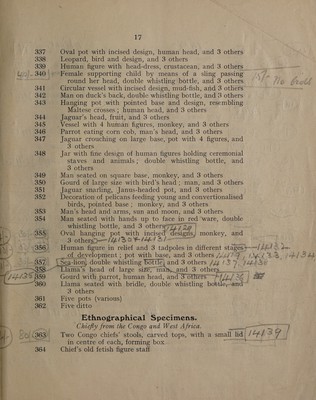 17
337 Oval pot with incised design, human head, and 3 others
338 Leopard, bird and design, and 3 others
339 Human figure with head-dress, crustacean, and 3 others
340 Female supporting child by means of a sling passing
round her head, double whistling bottle, and 3 others
341 Circular vessel with incised design, mud-fish, and 3 others
342 Man on duck's back, double whistling bottle, and 3 others
343 Hanging pot with pointed base and design, resembling
Maltese crosses; human head, and 3 others
344 Jaguar's head, fruit, and 3 others
345 Vessel with 4 human figures, monkey, and 3 others
346 Parrot eating corn cob, man's head, and 3 others
347 Jaguar crouching on large base, pot with 4 figures, and
3 others
348 Jar with fine design of human figures holding ceremonial
staves and animals; double whistling bottle, and
3 others
349 Man seated on square base, monkey, and 3 others
350 Gourd of large size with bird's head; man, and 3 others
351 Jaguar snarling, Janus-headed pot, and 3 others
352 Decoration of pelicans feeding young and conventionalised
birds, pointed base; monkey, and 3 others
353 Man's head and arms, sun and moon, and 3 others
354 Man seated with hands up to face in red ware, double
whistling bottle, and 3 others 14129
355 Oval hanging pot with incised designs, monkey, and
3 others
356 Human figure in relief and 3 tadpoles in different stages 14132
of development; pot with base, and 3 others 14133, 14134
357 Sea-lion, double whistling bottle, and 3 others 14137,
358 Llama's head of large size, man, and 3 others
14135 359 Gourd with parrot, human head, and 3 others
360 Llama seated with bridle, double whistling bottle, and
3 others
361 Five pots (various)
362 Five ditto
Ethnographical Specimens.
Chiefly from the Congo and West Africa.
363 Two Congo chiefs' stools, carved tops, with a small lid 14139
in centre of each, forming box
364 Chief's old fetish figure staff